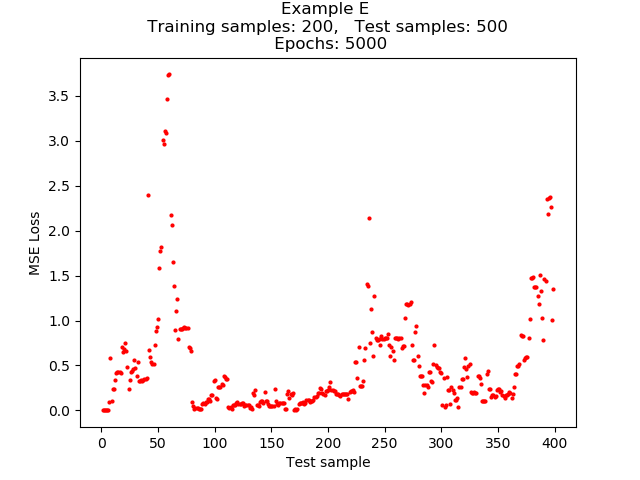 Example E
Training samples: 200,   Test samples: 500
Epochs: 5000
3.5
3.0
2.5
2.0
1.5
1.0
0.5
0.0
MSE Loss
0 50 100 150 200 250 300 350 400
Test sample